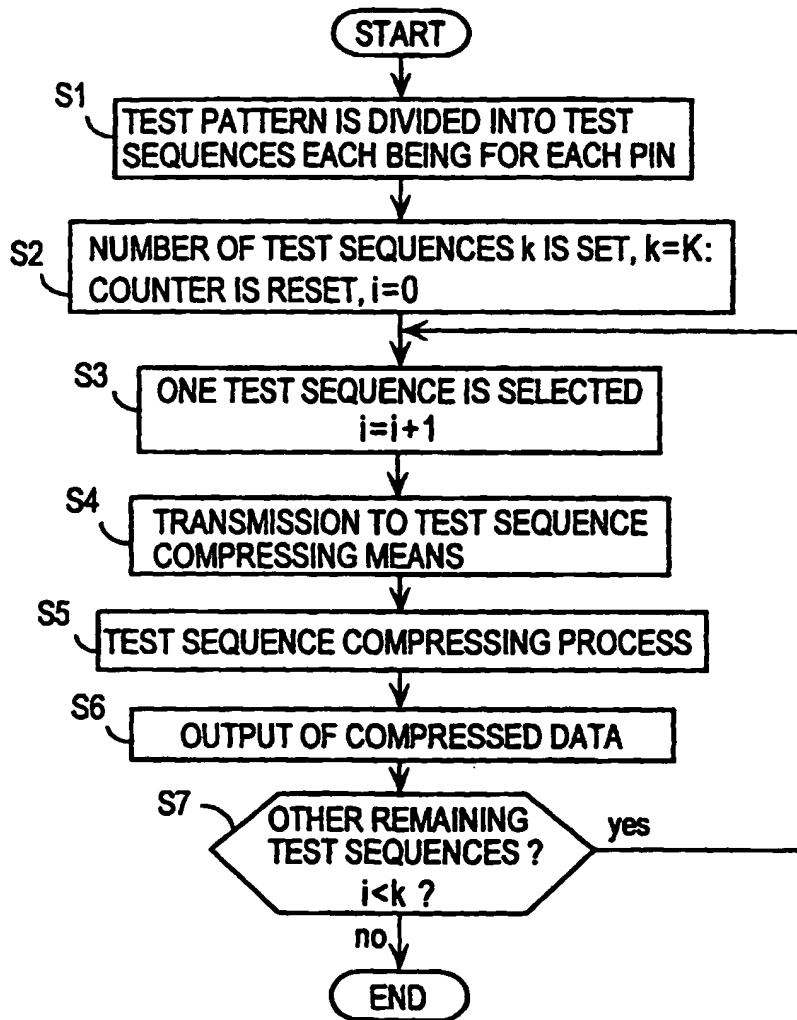 START
S1
TEST PATTERN IS DIVIDED INTO TEST
SEQUENCES EACH BEING FOR EACH PIN
S2
NUMBER OF TEST SEQUENCES k IS SET, k=K:
COUNTER IS RESET, i=0
S3
ONE TEST SEQUENCE IS SELECTED
i=i+1
S4
TRANSMISSION TO TEST SEQUENCE
COMPRESSING MEANS
S5
TEST SEQUENCE COMPRESSING PROCESS
S6
OUTPUT OF COMPRESSED DATA
S7
OTHER REMAINING
TEST SEQUENCES ?
i<k ?
yes
no
END